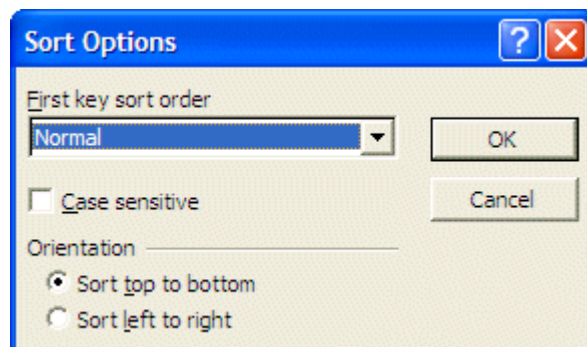 Sort Options
First key sort order
Normal
OK
Case sensitive
Cancel
Orientation
Sort top to bottom
Sort left to right